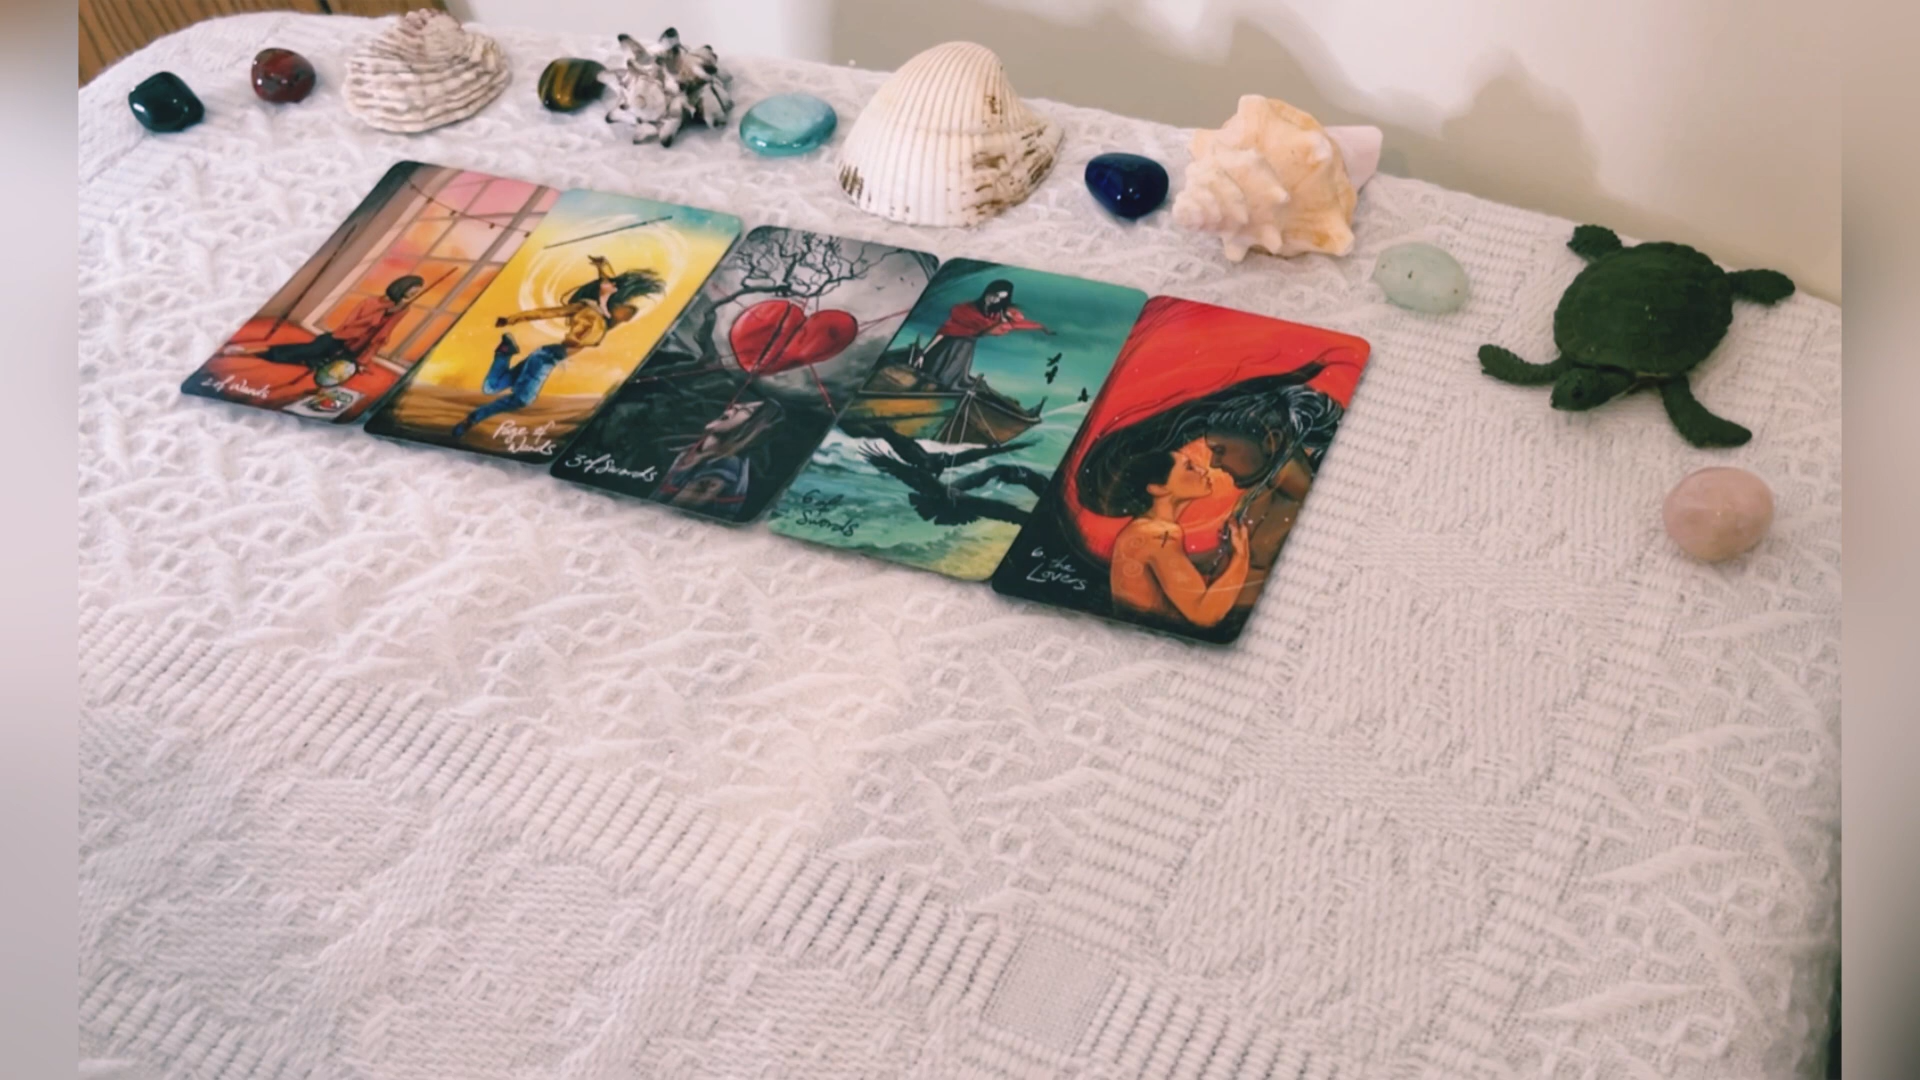 2 of Wands
Page of
Wands
3 of Swords
6 of
Swords
6. the
Lovers